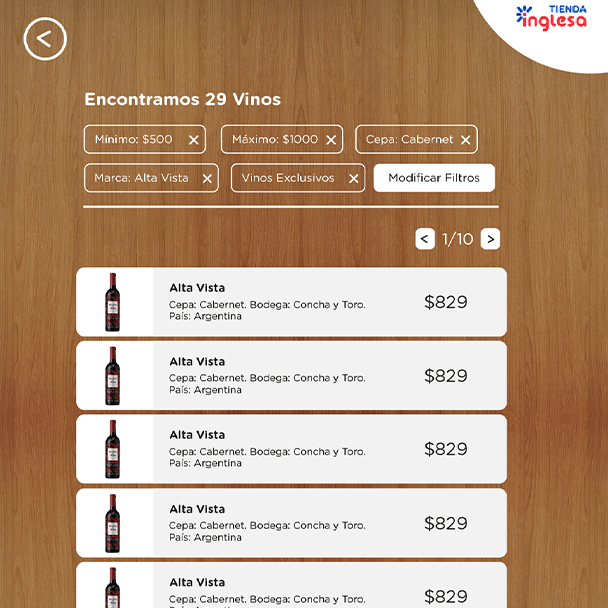 TIENDA
inglesa
Encontramos 29 Vinos
Mínimo: $500 X
Máximo: $1000 X
Cepa: Cabernet X
Marca: Alta Vista X
Vinos Exclusivos X
Modificar Filtros
< 1/10 >
Alta Vista
Cepa: Cabernet. Bodega: Concha y Toro.
País: Argentina
$829
Alta Vista
Cepa: Cabernet. Bodega: Concha y Toro.
País: Argentina
$829
Alta Vista
Cepa: Cabernet. Bodega: Concha y Toro.
País: Argentina
$829
Alta Vista
Cepa: Cabernet. Bodega: Concha y Toro.
País: Argentina
$829
Alta Vista
Cepa: Cabernet. Bodega: Concha y Toro.
$829